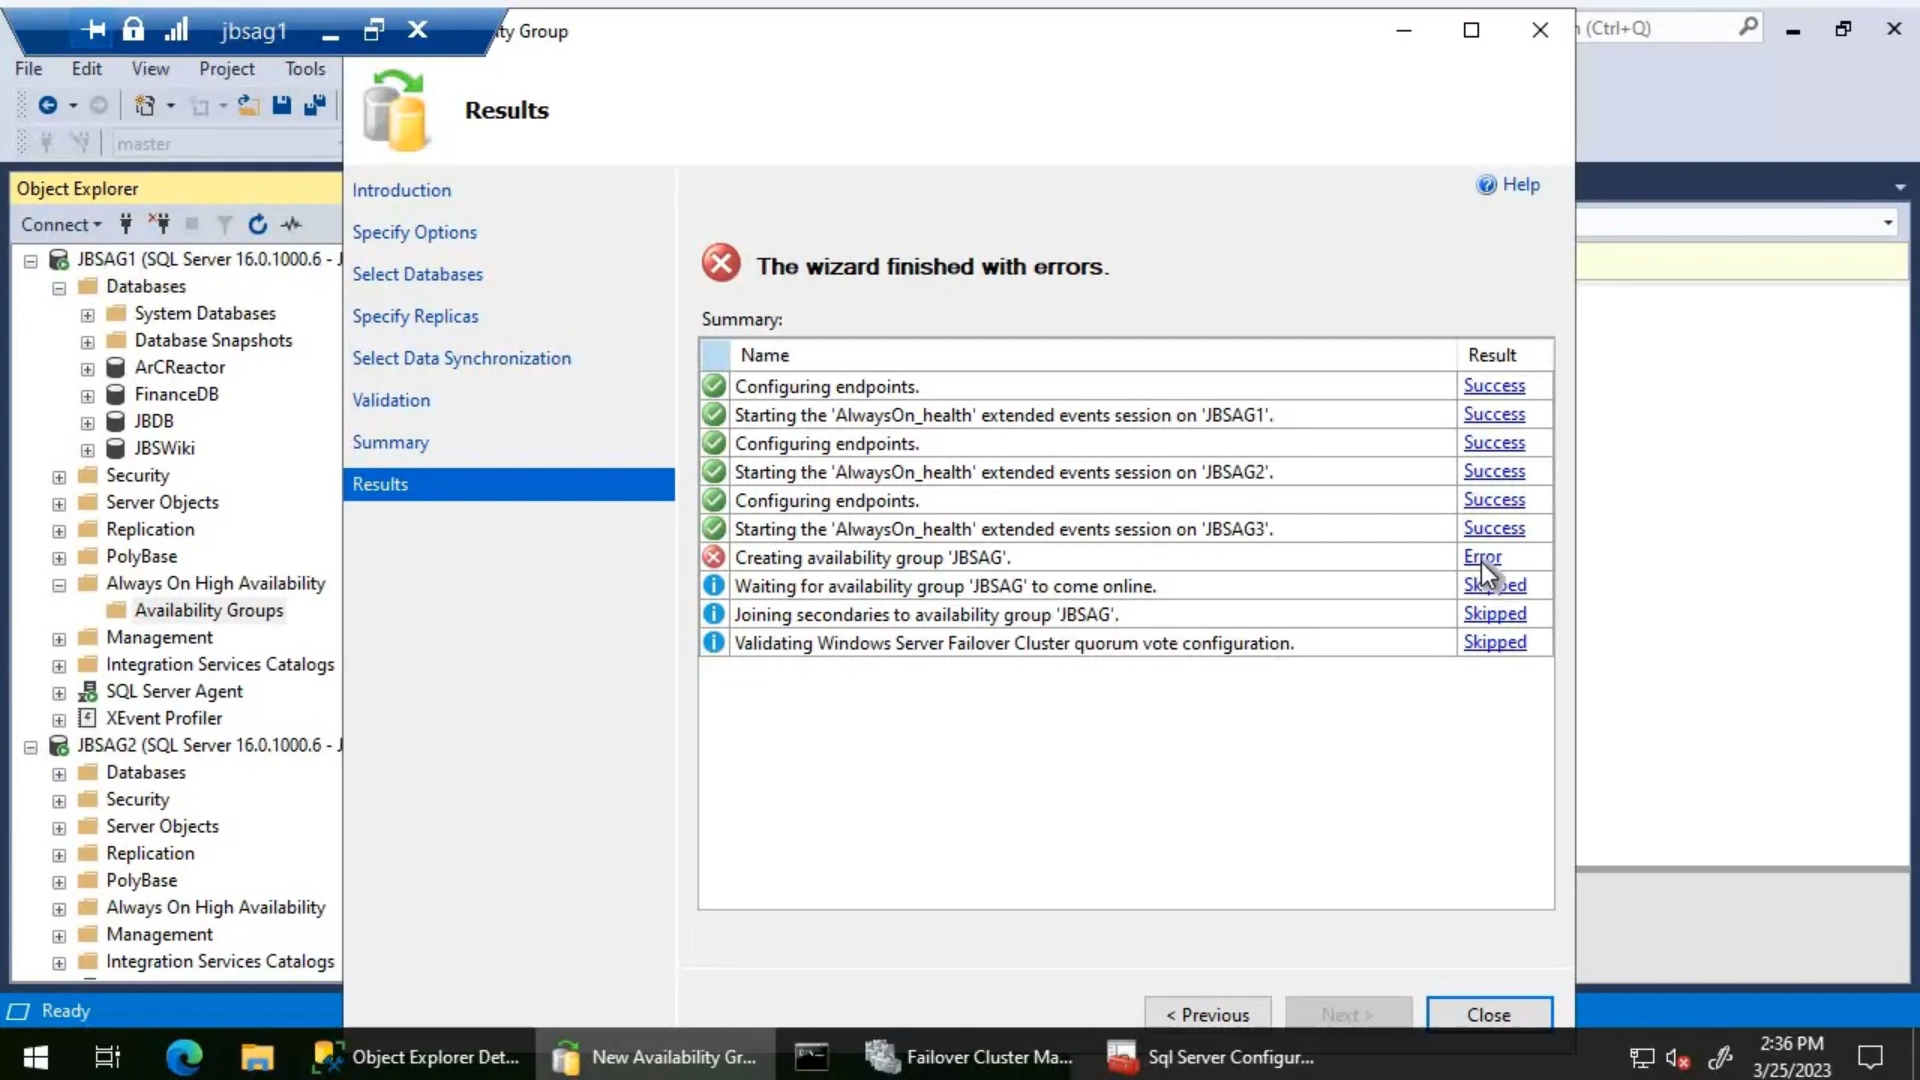 jbsag1
ty Group
(Ctrl+Q)
File Edit View Project Tools
master
Results
Object Explorer
Connect
JBSAG1 (SQL Server 16.0.1000.6 - J
Databases
System Databases
Database Snapshots
ArCReactor
FinanceDB
JBDB
JBSWiki
Security
Server Objects
Replication
PolyBase
Always On High Availability
Availability Groups
Management
Integration Services Catalogs
SQL Server Agent
XEvent Profiler
JBSAG2 (SQL Server 16.0.1000.6 - J
Databases
Security
Server Objects
Replication
PolyBase
Always On High Availability
Management
Integration Services Catalogs
Introduction
Specify Options
Select Databases
Specify Replicas
Select Data Synchronization
Validation
Summary
Results
Help
The wizard finished with errors.
Summary:
Name Result
Configuring endpoints. Success
Starting the 'AlwaysOn_health' extended events session on 'JBSAG1'. Success
Configuring endpoints. Success
Starting the 'AlwaysOn_health' extended events session on 'JBSAG2'. Success
Configuring endpoints. Success
Starting the 'AlwaysOn_health' extended events session on 'JBSAG3'. Success
Creating availability group 'JBSAG'. Error
Waiting for availability group 'JBSAG' to come online. Skipped
Joining secondaries to availability group 'JBSAG'. Skipped
Validating Windows Server Failover Cluster quorum vote configuration. Skipped
< Previous Next > Close
Ready
Object Explorer Det... New Availability Gr... Failover Cluster Ma... Sql Server Configur...
2:36 PM
3/25/2023